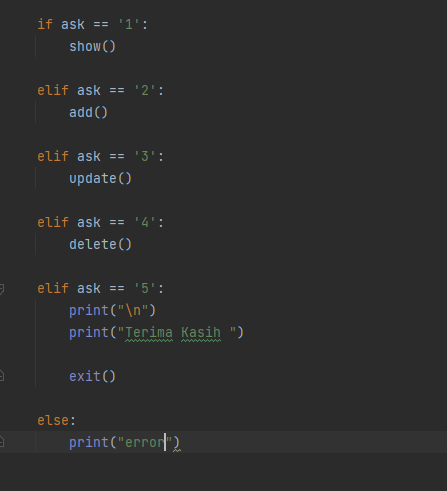 if ask == '1':
show()
elif ask == '2':
add()
elif ask == '3':
update()
elif ask == '4':
delete()
elif ask == '5':
print("\n")
print("Terima Kasih ")
exit()
else:
print("error")